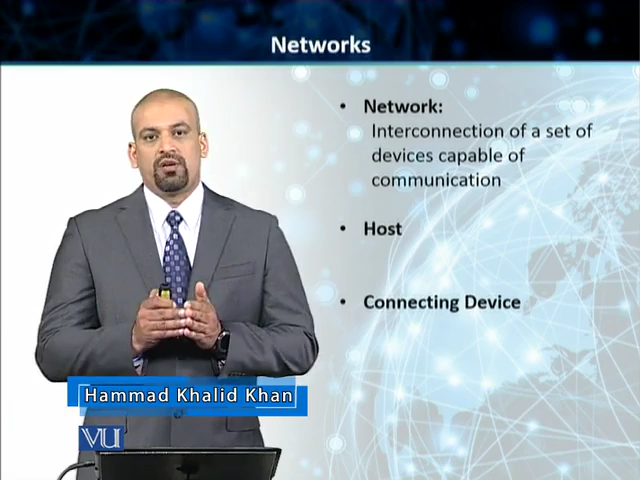 Networks
• Network:
Interconnection of a set of
devices capable of
communication
• Host
• Connecting Device
Hammad Khalid Khan
VU